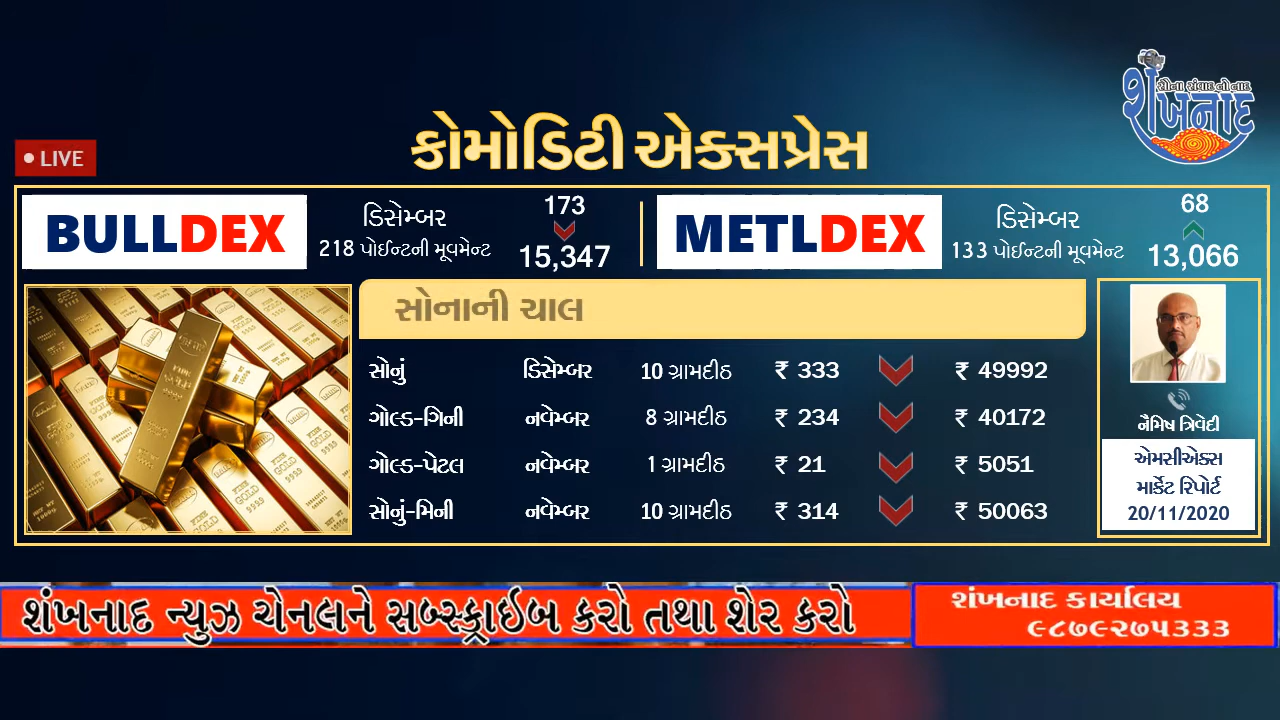 સૌના સંવાદનો નાદ
શંખનાદ
LIVE
કોમોડિટી એક્સપ્રેસ
BULLDEX
ડિસેમ્બર
218 પોઈન્ટની મૂવમેન્ટ
173
15,347
METLDEX
ડિસેમ્બર
133 પોઈન્ટની મૂવમેન્ટ
68
13,066
સોનાની ચાલ
સોનું ડિસેમ્બર 10 ગ્રામદીઠ ₹ 333 ₹ 49992
ગોલ્ડ-ગિની નવેમ્બર 8 ગ્રામદીઠ ₹ 234 ₹ 40172
ગોલ્ડ-પેટલ નવેમ્બર 1 ગ્રામદીઠ ₹ 21 ₹ 5051
સોનું-મિની નવેમ્બર 10 ગ્રામદીઠ ₹ 314 ₹ 50063
નૈમિષ ત્રિવેદી
એમસીએક્સ
માર્કેટ રિપોર્ટ
20/11/2020
શંખનાદ ન્યુઝ ચેનલને સબ્સ્ક્રાઈબ કરો તથા શેર કરો
શંખનાદ કાર્યાલય
૯૮૭૯૨૭૫૩૩૩